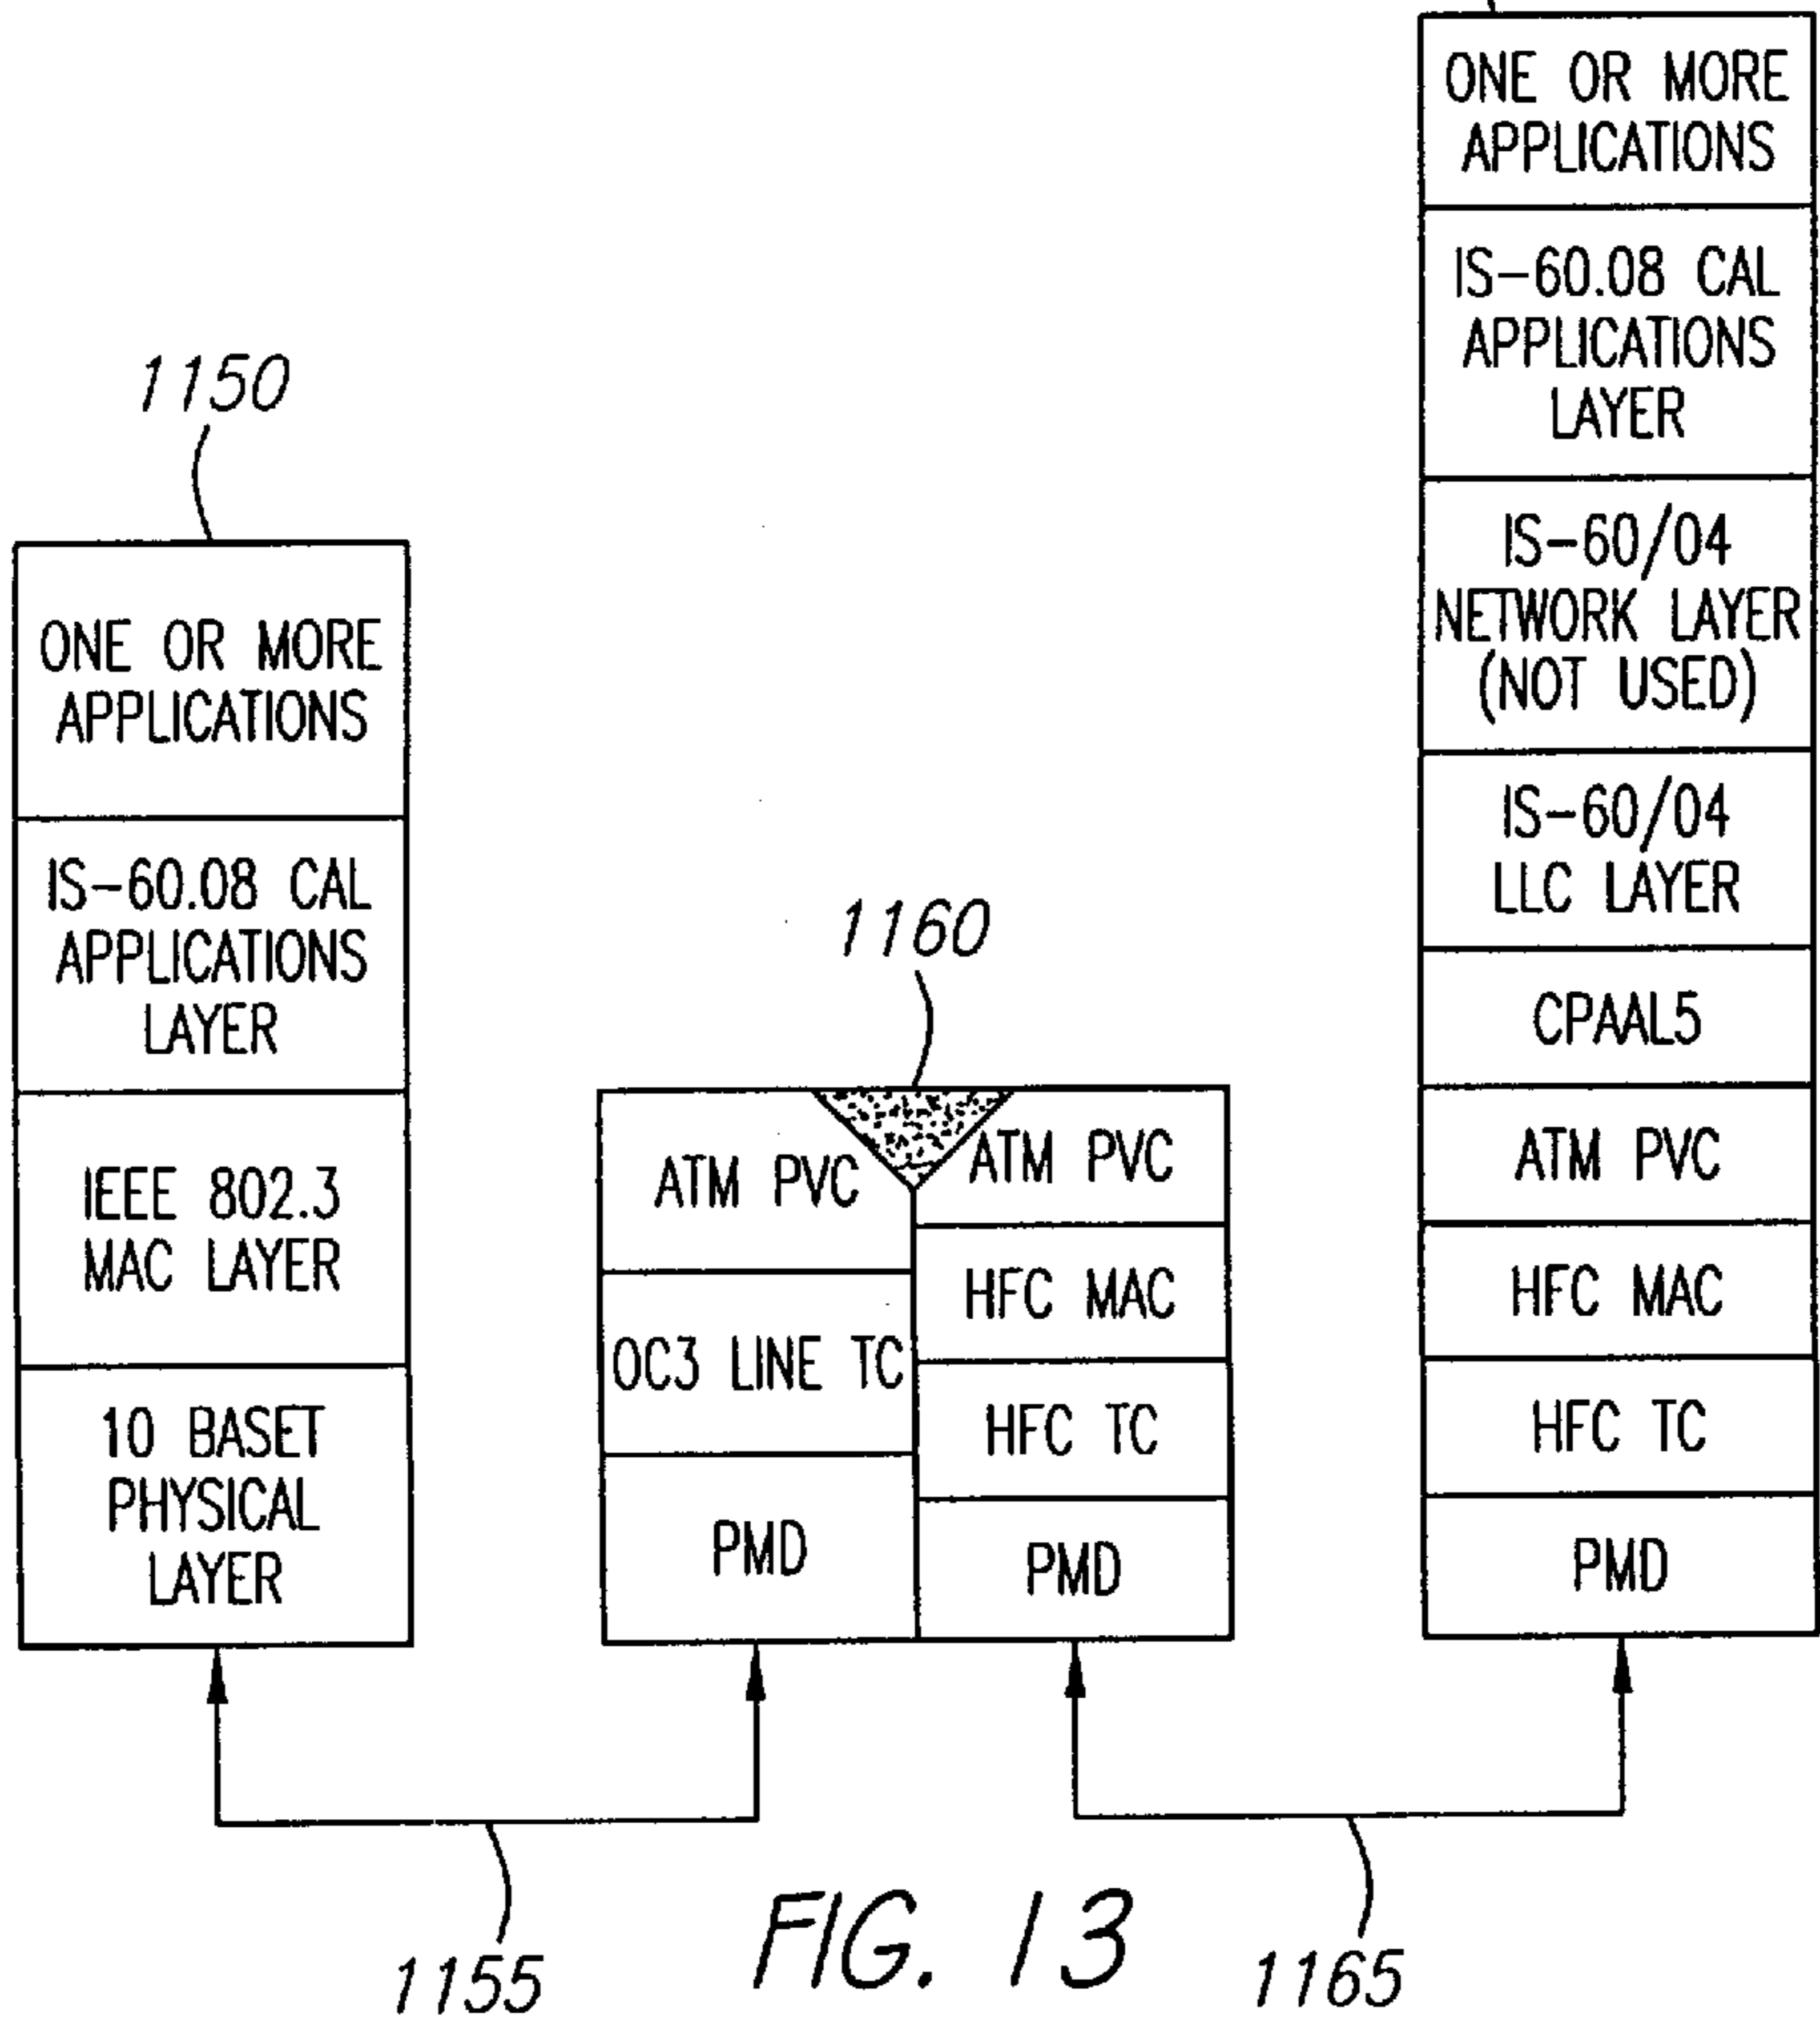 1150
ONE OR MORE
APPLICATIONS
IS-60.08 CAL
APPLICATIONS
LAYER
IEEE 802.3
MAC LAYER
10 BASET
PHYSICAL
LAYER
1160
ATM PVC
OC3 LINE TC
PMD
ATM PVC
HFC MAC
HFC TC
PMD
ONE OR MORE
APPLICATIONS
IS-60.08 CAL
APPLICATIONS
LAYER
IS-60/04
NETWORK LAYER
(NOT USED)
IS-60/04
LLC LAYER
CPAAL5
ATM PVC
HFC MAC
HFC TC
PMD
1155
1165
FIG. 13